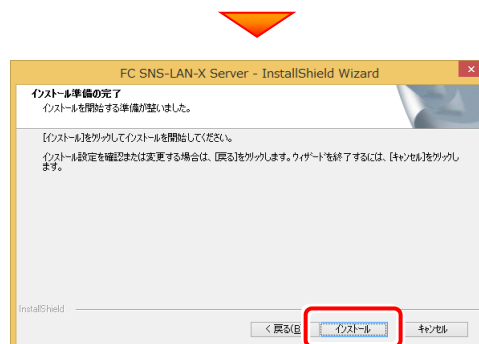 FC SNS-LAN-X Server - InstallShield Wizard
インストール準備の完了
インストールを開始する準備が整いました。
[インストール]をクリックしてインストールを開始してください。
インストール設定を確認または変更する場合は、[戻る]をクリックします。ウィザードを終了するには、[キャンセル]をクリックし
ます。
InstallShield
< 戻る(B
インストール
キャンセル